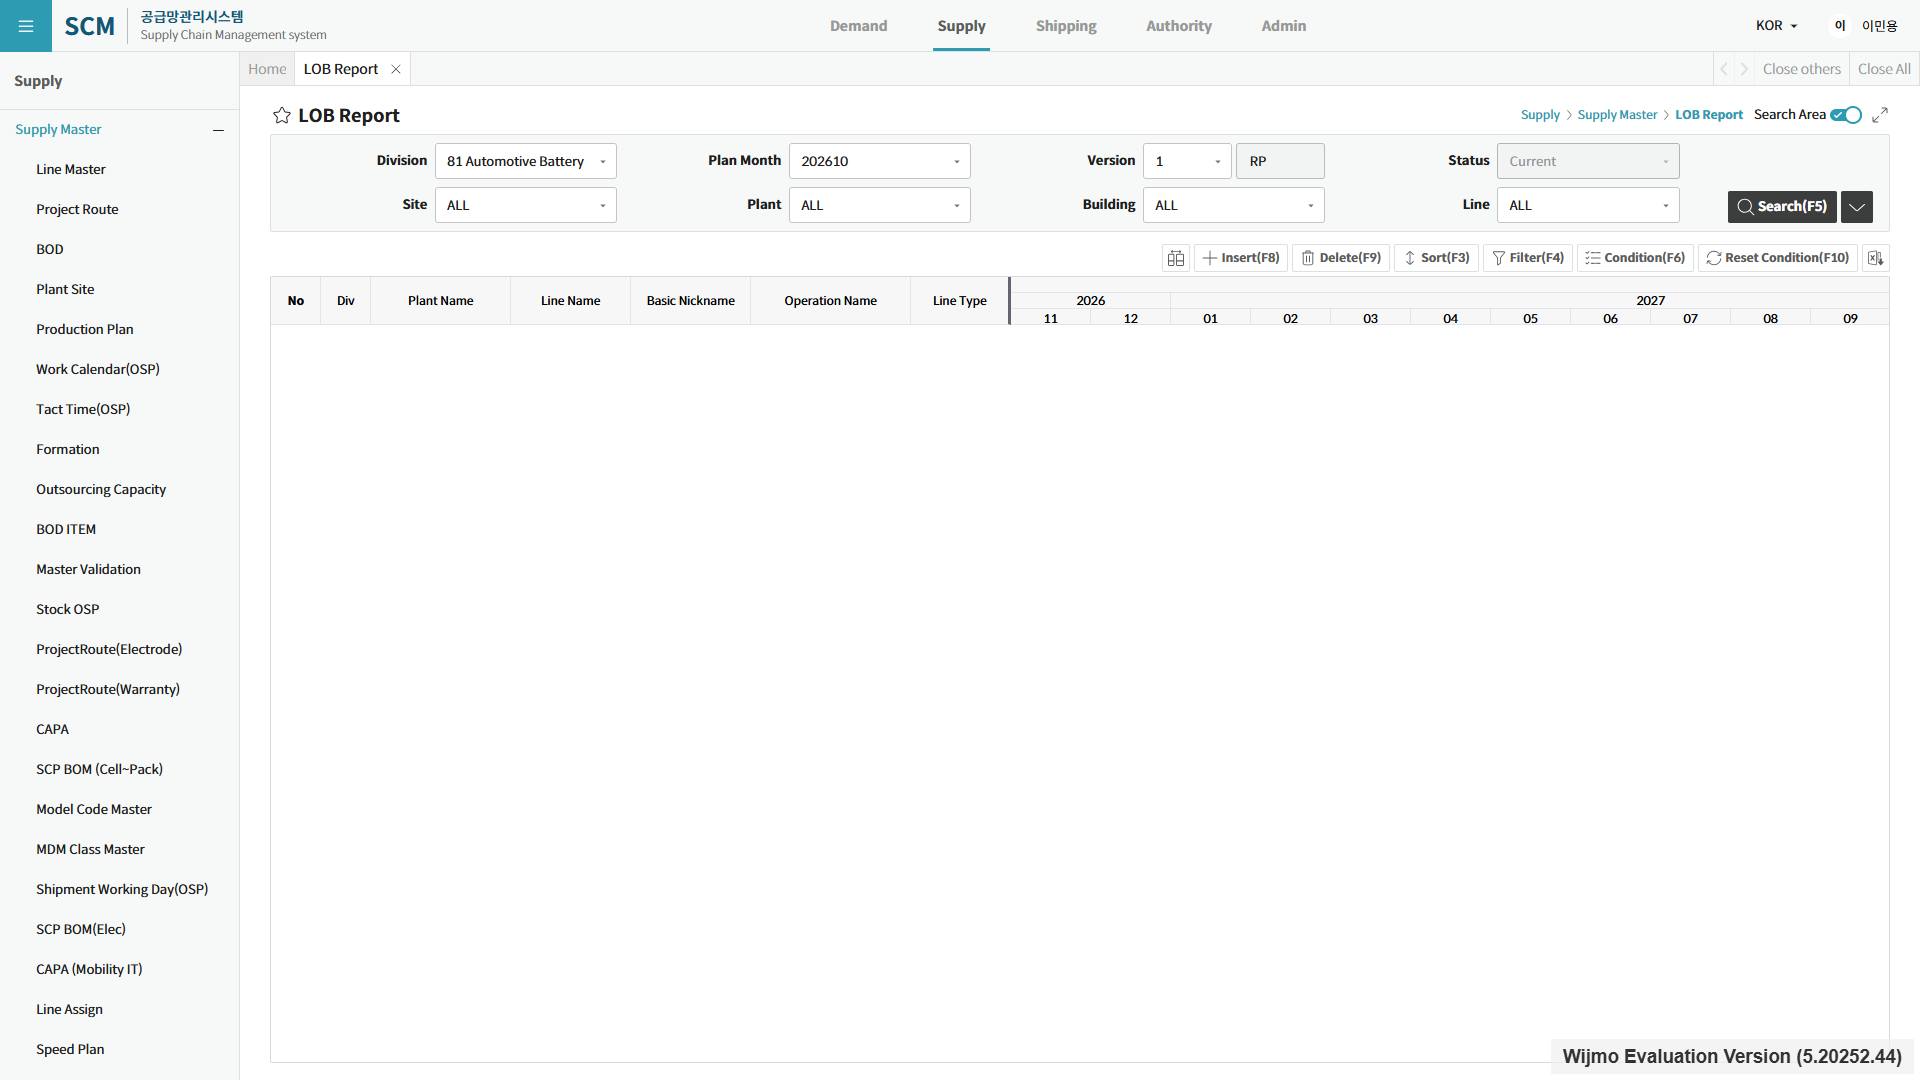 SCM
공급망관리시스템
Supply Chain Management system
Demand
Supply
Shipping
Authority
Admin
KOR
이
이민용
Supply
Home
LOB Report
Close others
Close All
Supply Master
Line Master
Project Route
BOD
Plant Site
Production Plan
Work Calendar(OSP)
Tact Time(OSP)
Formation
Outsourcing Capacity
BOD ITEM
Master Validation
Stock OSP
ProjectRoute(Electrode)
ProjectRoute(Warranty)
CAPA
SCP BOM (Cell~Pack)
Model Code Master
MDM Class Master
Shipment Working Day(OSP)
SCP BOM(Elec)
CAPA (Mobility IT)
Line Assign
Speed Plan
LOB Report
Supply > Supply Master > LOB Report
Search Area
Division 81 Automotive Battery
Plan Month 202610
Version 1 RP
Status Current
Site ALL
Plant ALL
Building ALL
Line ALL
Search(F5)
Insert(F8)
Delete(F9)
Sort(F3)
Filter(F4)
Condition(F6)
Reset Condition(F10)
No Div Plant Name Line Name Basic Nickname Operation Name Line Type
2026 2027
11 12 01 02 03 04 05 06 07 08 09
Wijmo Evaluation Version (5.20252.44)